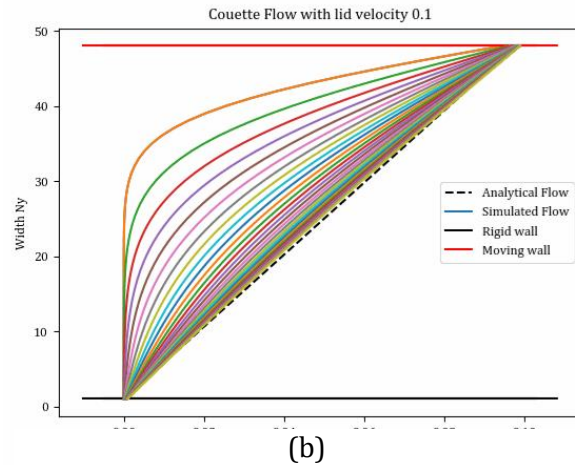 Couette Flow with lid velocity 0.1
50
40
30
20
10
0
Width Ny
Analytical Flow
Simulated Flow
Rigid wall
Moving wall
(b)